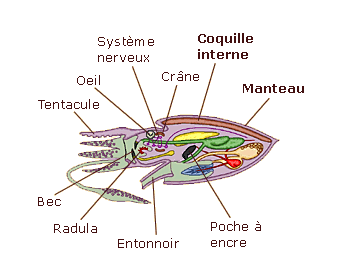 Système
nerveux
Coquille
interne
Oeil
Crâne
Tentacule
Manteau
Bec
Radula
Entonnoir
Poche à
encre